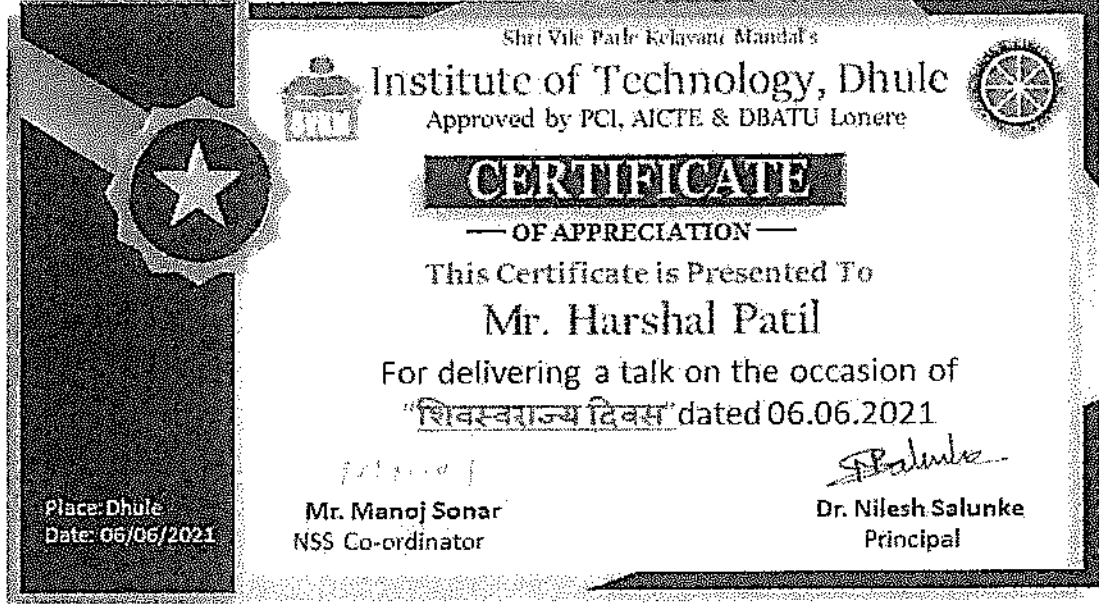 Shri Vile Parle Kelavani Mandal's
Institute of Technology, Dhule
Approved by PCI, AICTE & DBATU Lonere
CERTIFICATE
OF APPRECIATION
This Certificate is Presented To
Mr. Harshal Patil
For delivering a talk on the occasion of
"शिवस्वराज्य दिवस" dated 06.06.2021
Mr. Manoj Sonar
NSS Co-ordinator
Dr. Nilesh Salunke
Principal
Place: Dhule
Date: 06/06/2021